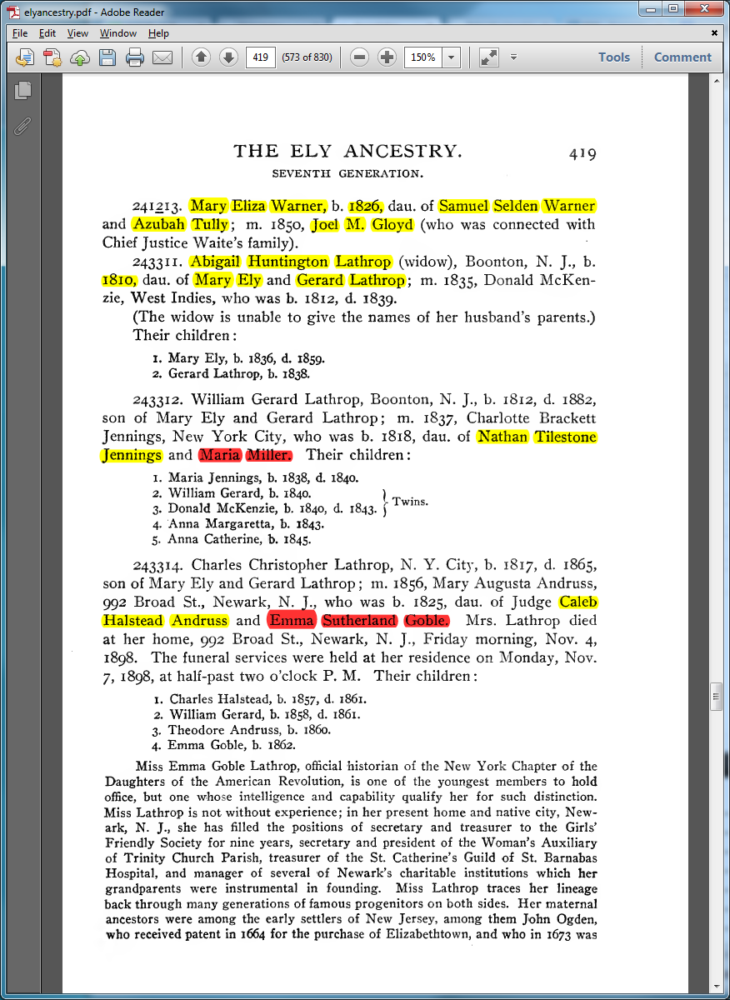 elyancestry.pdf - Adobe Reader
File Edit View Window Help
419 (573 of 830) 150% Tools Comment
THE ELY ANCESTRY. 419
SEVENTH GENERATION.
241213. Mary Eliza Warner, b. 1826, dau. of Samuel Selden Warner
and Azubah Tully; m. 1850, Joel M. Gloyd (who was connected with
Chief Justice Waite's family).
243311. Abigail Huntington Lathrop (widow), Boonton, N. J., b.
1810, dau. of Mary Ely and Gerard Lathrop; m. 1835, Donald McKen-
zie, West Indies, who was b. 1812, d. 1839.
(The widow is unable to give the names of her husband's parents.)
Their children:
1. Mary Ely, b. 1836, d. 1859.
2. Gerard Lathrop, b. 1838.
243312. William Gerard Lathrop, Boonton, N. J., b. 1812, d. 1882,
son of Mary Ely and Gerard Lathrop; m. 1837, Charlotte Brackett
Jennings, New York City, who was b. 1818, dau. of Nathan Tilestone
Jennings and Maria Miller. Their children:
1. Maria Jennings, b. 1838, d. 1840.
2. William Gerard, b. 1840.
3. Donald McKenzie, b. 1840, d. 1843. } Twins.
4. Anna Margaretta, b. 1843.
5. Anna Catherine, b. 1845.
243314. Charles Christopher Lathrop, N. Y. City, b. 1817, d. 1865,
son of Mary Ely and Gerard Lathrop; m. 1856, Mary Augusta Andruss,
992 Broad St., Newark, N. J., who was b. 1825, dau. of Judge Caleb
Halstead Andruss and Emma Sutherland Goble. Mrs. Lathrop died
at her home, 992 Broad St., Newark, N. J., Friday morning, Nov. 4,
1898. The funeral services were held at her residence on Monday, Nov.
7, 1898, at half-past two o'clock P. M. Their children:
1. Charles Halstead, b. 1857, d. 1861.
2. William Gerard, b. 1858, d. 1861.
3. Theodore Andruss, b. 1860.
4. Emma Goble, b. 1862.
Miss Emma Goble Lathrop, official historian of the New York Chapter of the
Daughters of the American Revolution, is one of the youngest members to hold
office, but one whose intelligence and capability qualify her for such distinction.
Miss Lathrop is not without experience; in her present home and native city, New-
ark, N. J., she has filled the positions of secretary and treasurer to the Girls'
Friendly Society for nine years, secretary and president of the Woman's Auxiliary
of Trinity Church Parish, treasurer of the St. Catherine's Guild of St. Barnabas
Hospital, and manager of several of Newark's charitable institutions which her
grandparents were instrumental in founding. Miss Lathrop traces her lineage
back through many generations of famous progenitors on both sides. Her maternal
ancestors were among the early settlers of New Jersey, among them John Ogden,
who received patent in 1664 for the purchase of Elizabethtown, and who in 1673 was